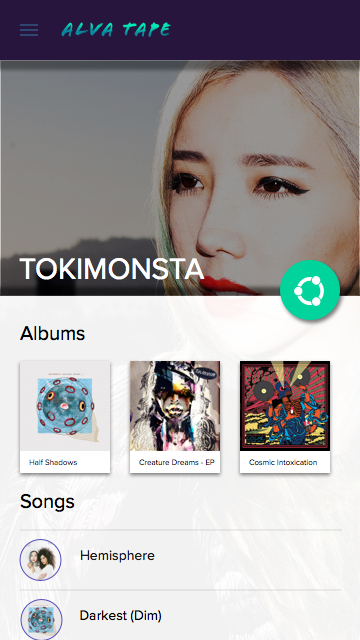 ALVA TAPE
TOKIMONSTA
Albums
Half Shadows
Creature Dreams - EP
Cosmic Intoxication
Songs
Hemisphere
Darkest (Dim)